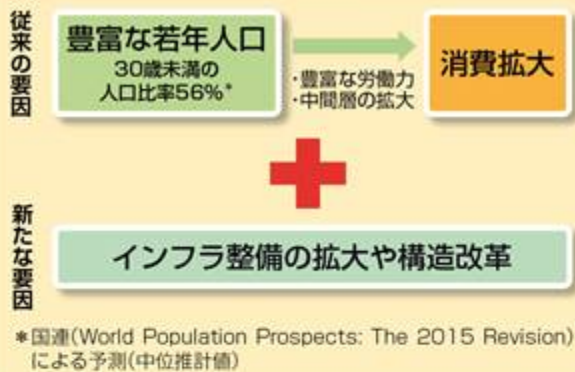 従来の要因
豊富な若年人口
30歳未満の
人口比率56%*
・豊富な労働力
・中間層の拡大
消費拡大
新たな要因
インフラ整備の拡大や構造改革
*国連(World Population Prospects: The 2015 Revision)
による予測(中位推計値)